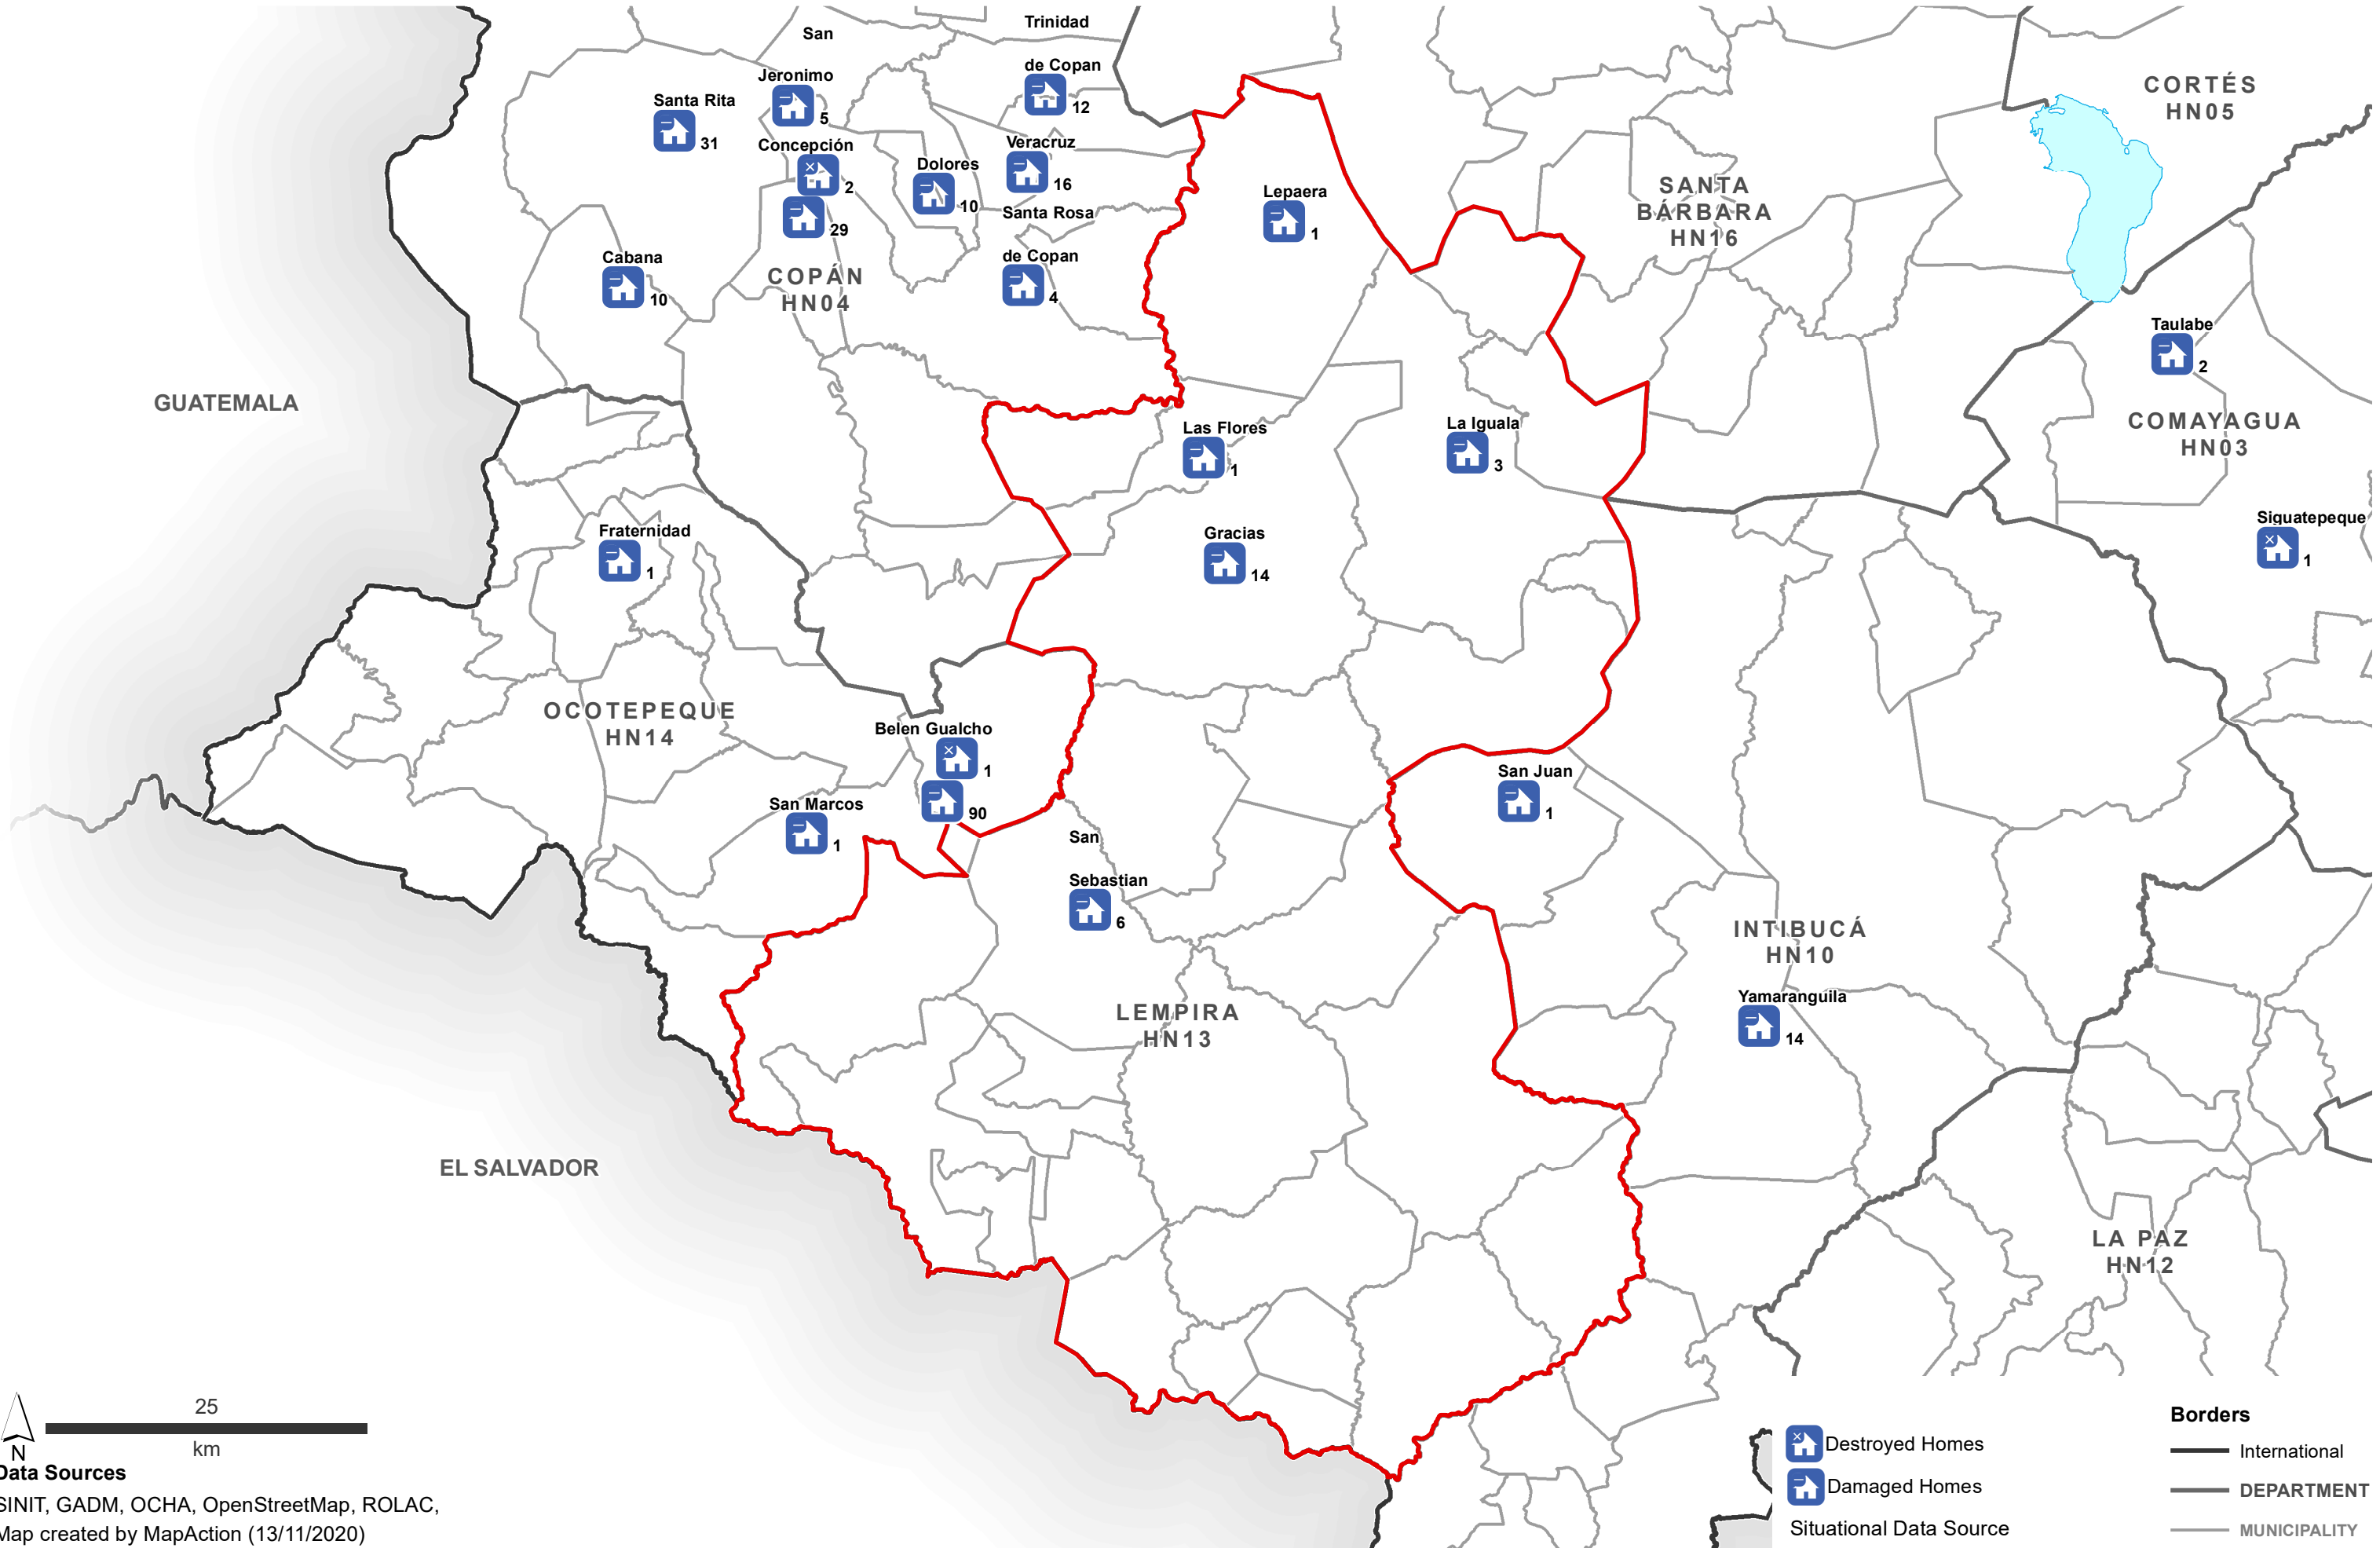 San
Trinidad
Jeronimo
5
de Copan
12
Santa Rita
31
CORTÉS
HN05
Concepción
2
29
Dolores
10
Veracruz
16
Lepaera
1
SANTA
BÁRBARA
HN16
Santa Rosa
de Copan
4
Cabana
10
COPÁN
HN04
Taulabe
2
GUATEMALA
Las Flores
1
La Iguala
3
COMAYAGUA
HN03
Fraternidad
1
Gracias
14
Siguatepeque
1
OCOTEPEQUE
HN14
Belen Gualcho
1
90
San Marcos
1
San Juan
1
San
Sebastian
6
INTIBUCÁ
HN10
LEMPIRA
HN13
Yamaranguila
14
EL SALVADOR
LA PAZ
HN12
25
km
N
Data Sources
SINIT, GADM, OCHA, OpenStreetMap, ROLAC,
Map created by MapAction (13/11/2020)
Destroyed Homes
Damaged Homes
Situational Data Source
Borders
International
DEPARTMENT
MUNICIPALITY